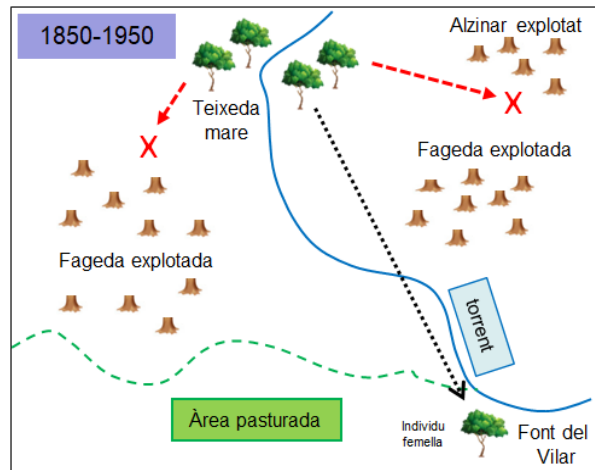 1850-1950
Alzinar explotat
Teixeda
mare
X
X
Fageda explotada
Fageda explotada
torrent
Àrea pasturada
Individu
femella
Font del
Vilar